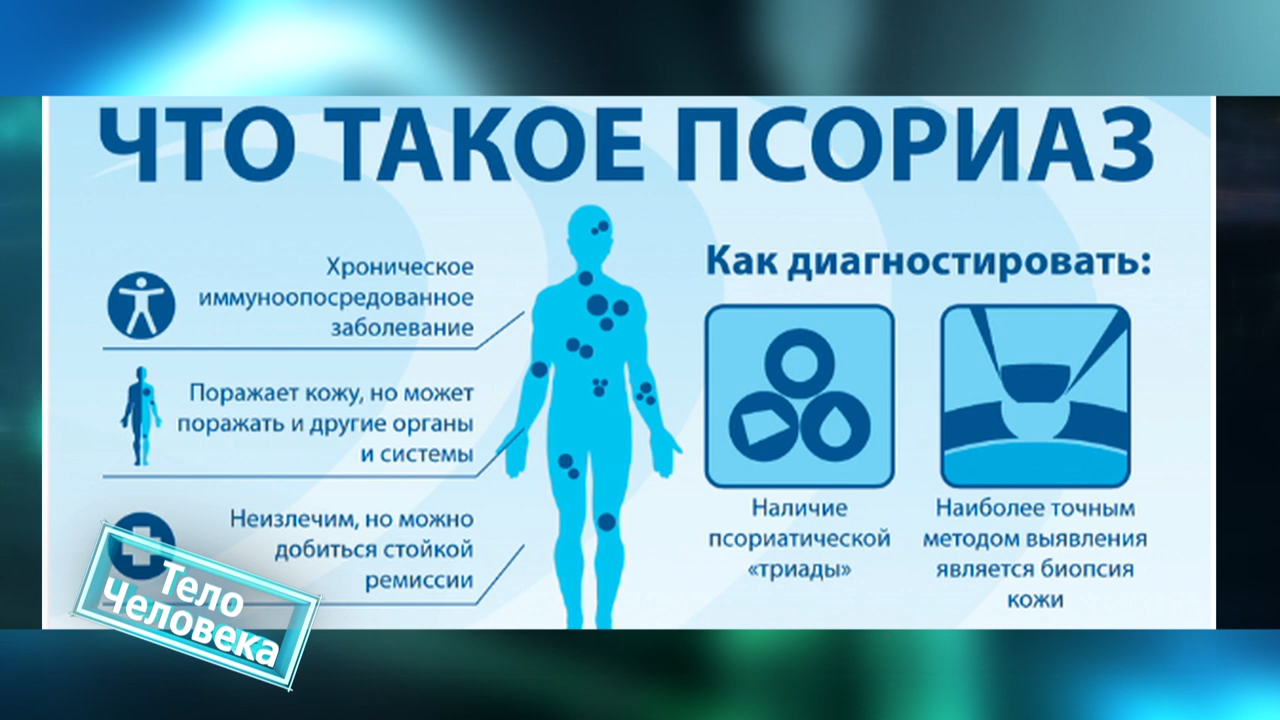 ЧТО ТАКОЕ ПСОРИАЗ
Хроническое
иммуноопосредованное
заболевание
Поражает кожу, но может
поражать и другие органы
и системы
Неизлечим, но можно
добиться стойкой
ремиссии
Как диагностировать:
Наличие
псориатической
«триады»
Наиболее точным
методом выявления
является биопсия
кожи
Тело
Человека